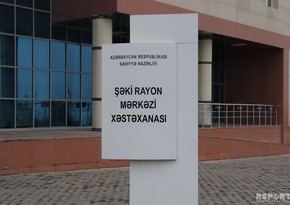 AZƏRBAYCAN RESPUBLİKASI
SƏHİYYƏ NAZİRLİYİ
ŞƏKİ RAYON
MƏRKƏZİ
XƏSTƏXANASI
REPORT